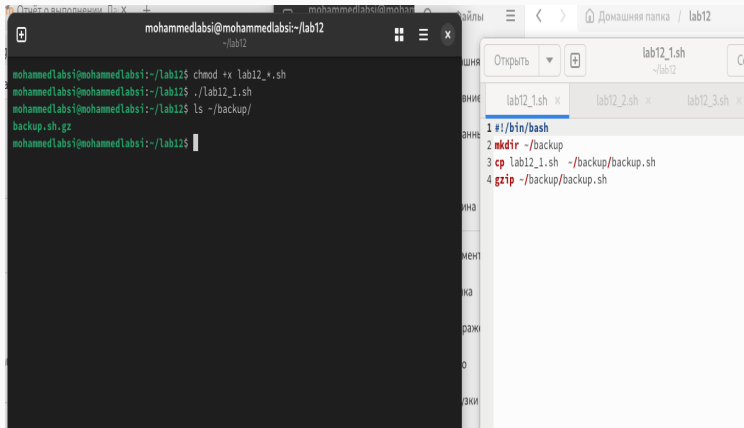 mohammedlabsi@mohammedlabsi:~/lab12
~/lab12
mohammedlabsi@mohammedlabsi:~/lab12$ chmod +x lab12_*.sh
mohammedlabsi@mohammedlabsi:~/lab12$ ./lab12_1.sh
mohammedlabsi@mohammedlabsi:~/lab12$ ls ~/backup/
backup.sh.gz
mohammedlabsi@mohammedlabsi:~/lab12$
Домашняя папка / lab12
Открыть
lab12_1.sh
~/lab12
lab12_1.sh × lab12_2.sh × lab12_3.sh ×
1 #!/bin/bash
2 mkdir ~/backup
3 cp lab12_1.sh  ~/backup/backup.sh
4 gzip ~/backup/backup.sh